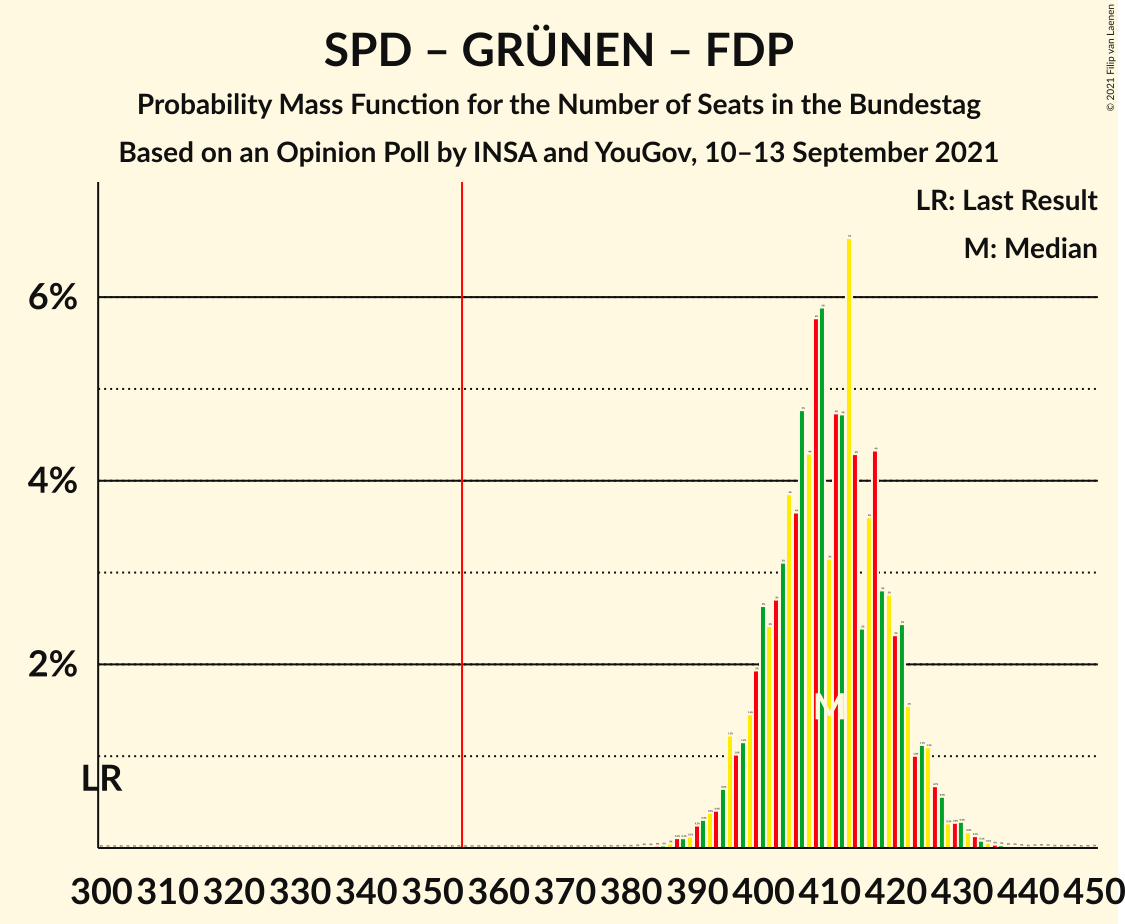 SPD – GRÜNEN – FDP
Probability Mass Function for the Number of Seats in the Bundestag
Based on an Opinion Poll by INSA and YouGov, 10–13 September 2021
© 2021 Filip van Laenen
LR: Last Result
M: Median
6%
4%
2%
LR
M
300 310 320 330 340 350 360 370 380 390 400 410 420 430 440 450